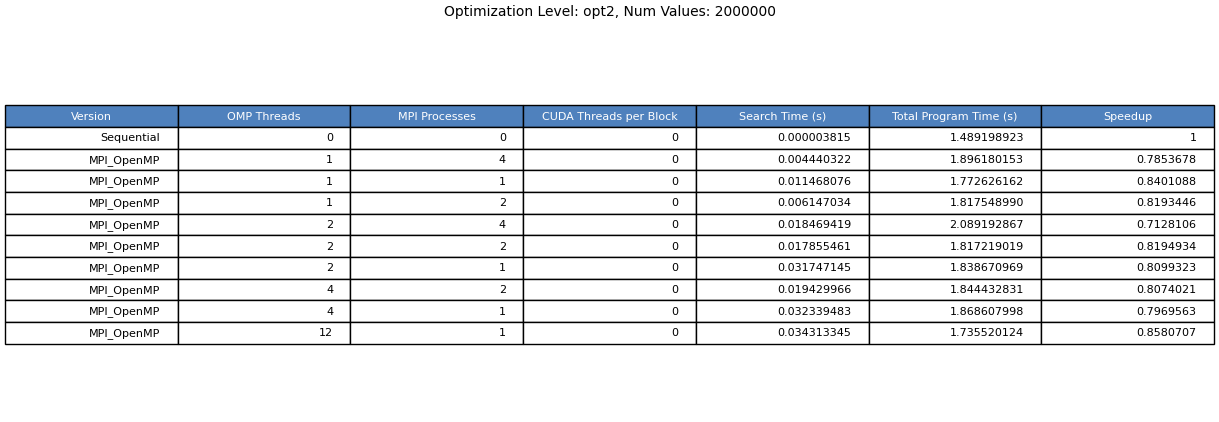 Optimization Level: opt2, Num Values: 2000000
Version OMP Threads MPI Processes CUDA Threads per Block Search Time (s) Total Program Time (s) Speedup
Sequential 0 0 0 0.000003815 1.489198923 1
MPI_OpenMP 1 4 0 0.004440322 1.896180153 0.7853678
MPI_OpenMP 1 1 0 0.011468076 1.772626162 0.8401088
MPI_OpenMP 1 2 0 0.006147034 1.817548990 0.8193446
MPI_OpenMP 2 4 0 0.018469419 2.089192867 0.7128106
MPI_OpenMP 2 2 0 0.017855461 1.817219019 0.8194934
MPI_OpenMP 2 1 0 0.031747145 1.838670969 0.8099323
MPI_OpenMP 4 2 0 0.019429966 1.844432831 0.8074021
MPI_OpenMP 4 1 0 0.032339483 1.868607998 0.7969563
MPI_OpenMP 12 1 0 0.034313345 1.735520124 0.8580707